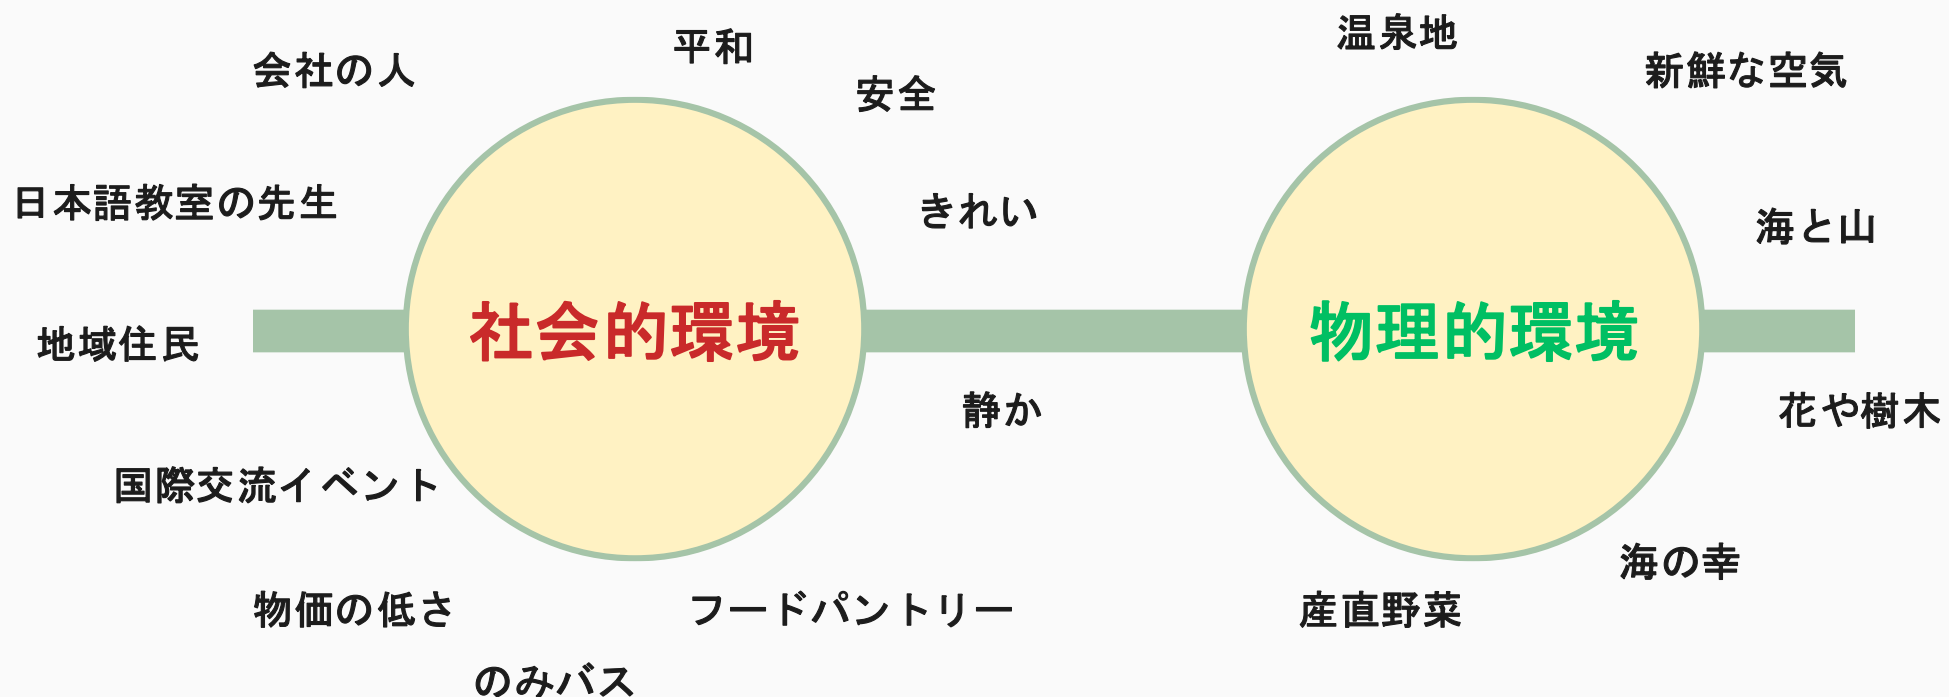 会社の人
平和
安全
日本語教室の先生
きれい
社会的環境
地域住民
静か
国際交流イベント
物価の低さ
フードパントリー
のみバス
温泉地
新鮮な空気
海と山
物理的環境
花や樹木
海の幸
産直野菜